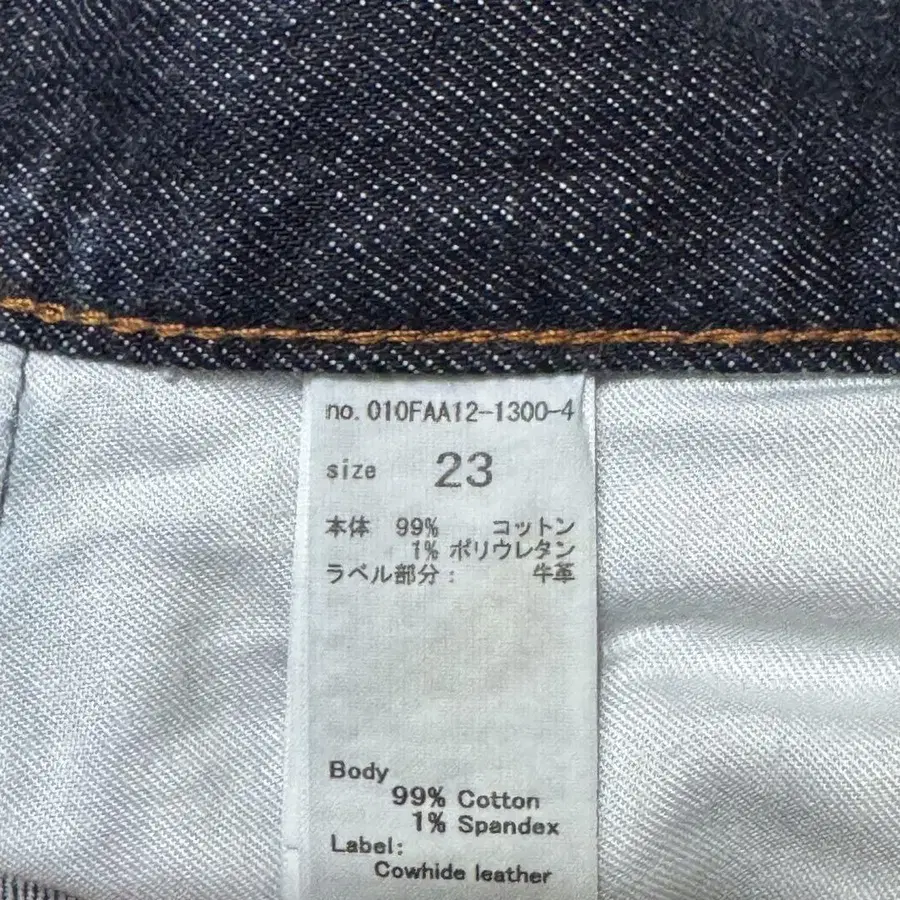 no. 010FAA12-1300-4
size 23
本体 99% コットン
1% ポリウレタン
ラベル部分： 牛革
Body
99% Cotton
1% Spandex
Label:
Cowhide leather